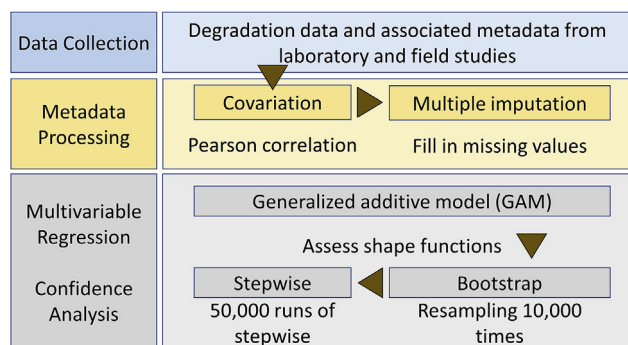 Data Collection
Degradation data and associated metadata from
laboratory and field studies
Metadata
Processing
Covariation
Multiple imputation
Pearson correlation
Fill in missing values
Multivariable
Regression
Confidence
Analysis
Generalized additive model (GAM)
Assess shape functions
Stepwise
Bootstrap
50,000 runs of
stepwise
Resampling 10,000
times